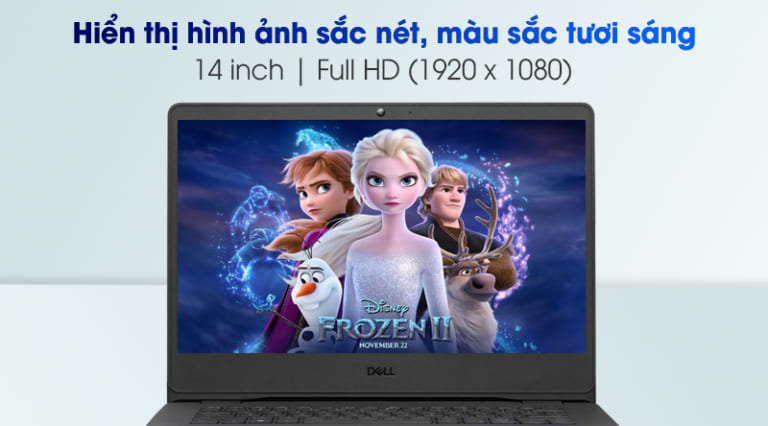 Hiển thị hình ảnh sắc nét, màu sắc tươi sáng
14 inch | Full HD (1920 x 1080)
Disney
FROZEN II
NOVEMBER 22
DELL